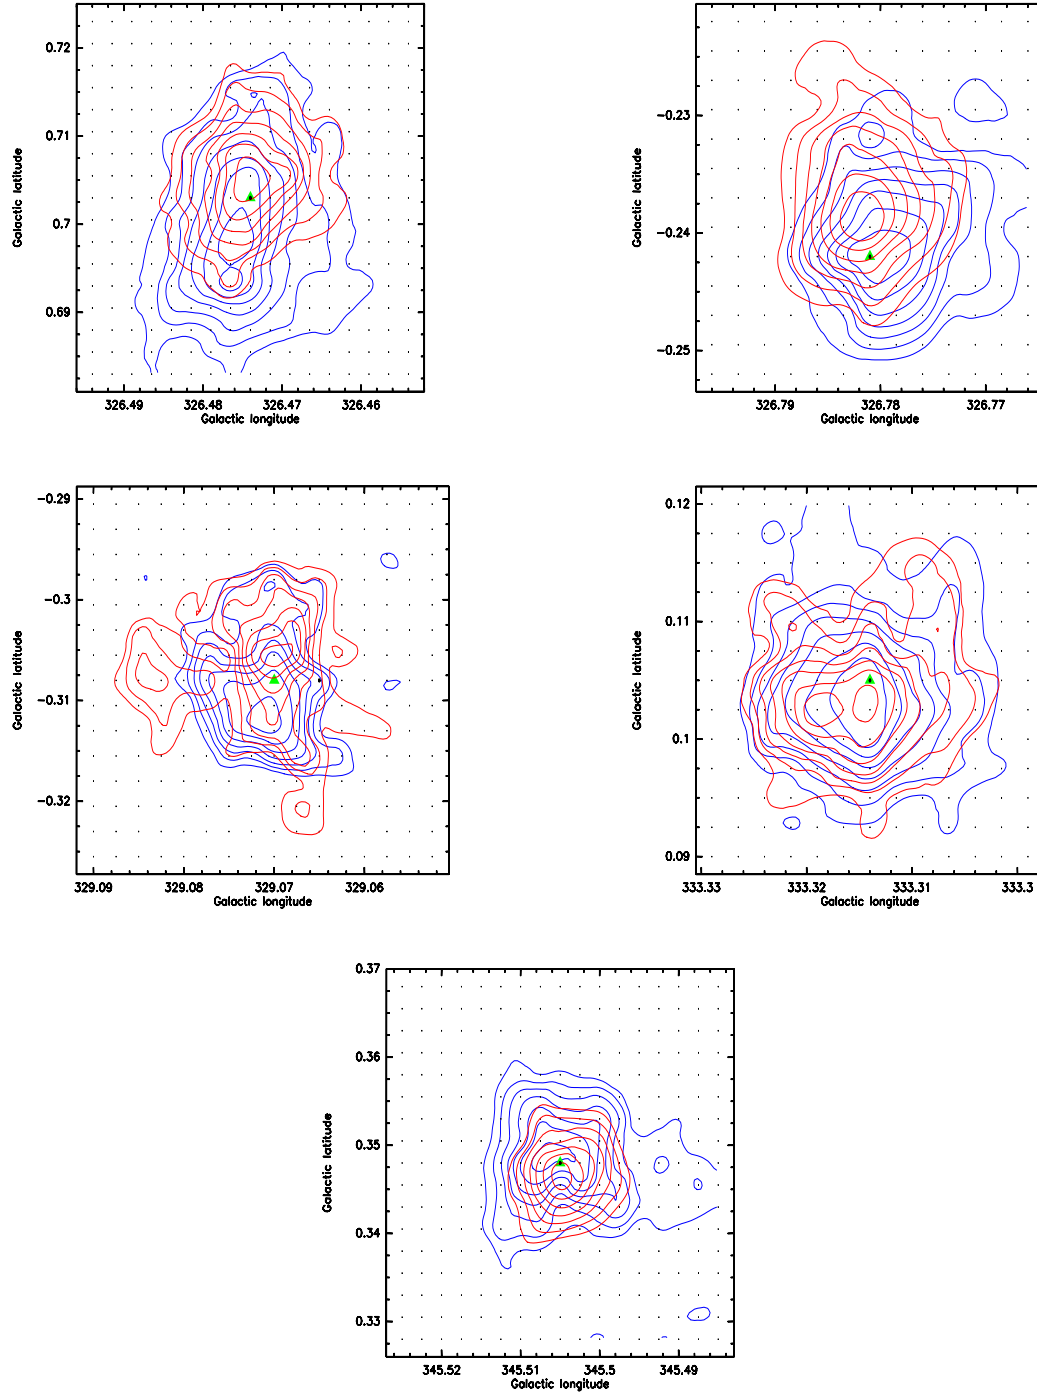 0.72
0.71
0.7
0.69
Galactic latitude
326.49 326.48 326.47 326.46
Galactic longitude
−0.23
−0.24
−0.25
Galactic latitude
326.79 326.78 326.77
Galactic longitude
−0.29
−0.3
−0.31
−0.32
Galactic latitude
329.09 329.08 329.07 329.06
Galactic longitude
0.12
0.11
0.1
0.09
Galactic latitude
333.33 333.32 333.31 333.3
Galactic longitude
0.37
0.36
0.35
0.34
0.33
Galactic latitude
345.52 345.51 345.5 345.49
Galactic longitude